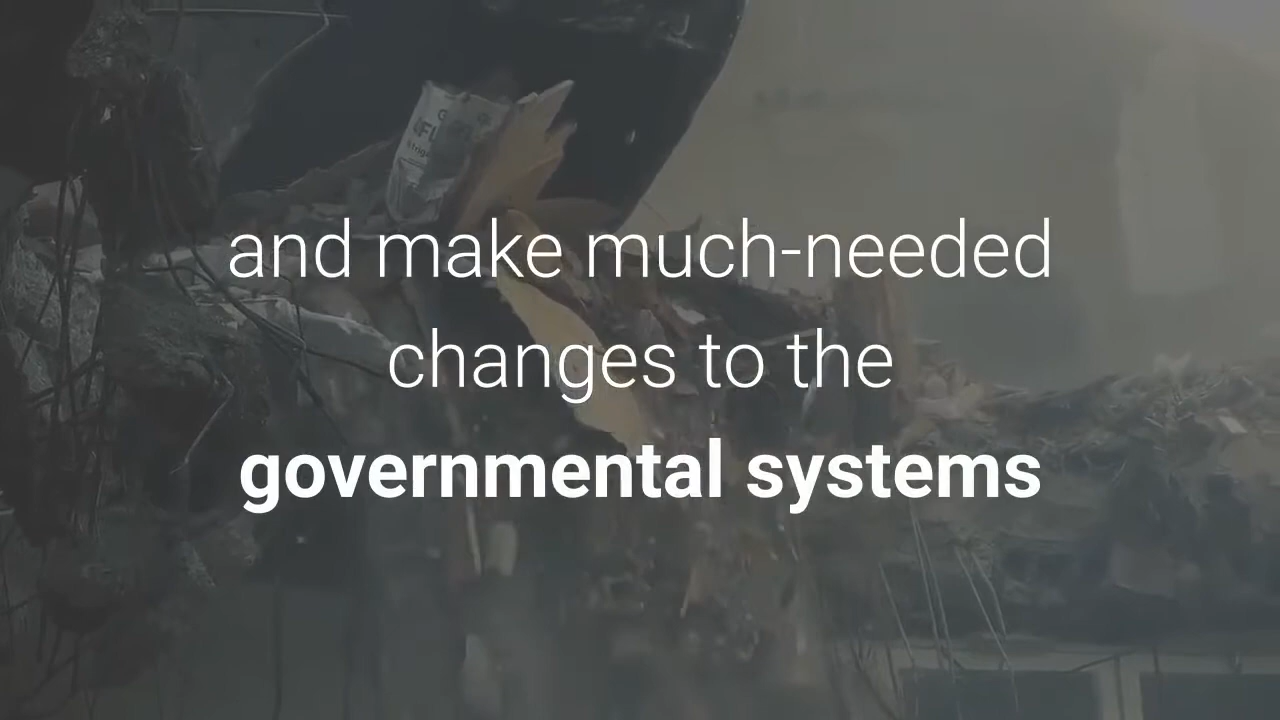 and make much-needed
changes to the
governmental systems